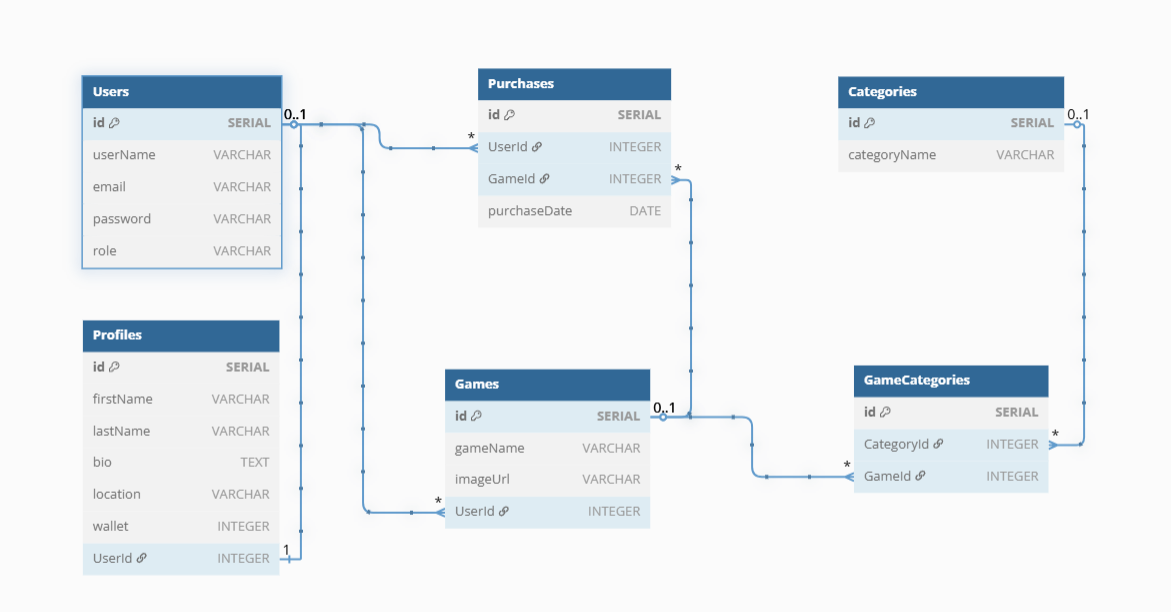 Users
id SERIAL
userName VARCHAR
email VARCHAR
password VARCHAR
role VARCHAR
0..1
Purchases
id SERIAL
* UserId INTEGER
GameId INTEGER *
purchaseDate DATE
Categories
id SERIAL
categoryName VARCHAR
0..1
Profiles
id SERIAL
firstName VARCHAR
lastName VARCHAR
bio TEXT
location VARCHAR
wallet INTEGER
UserId INTEGER
1
Games
id SERIAL
gameName VARCHAR
imageUrl VARCHAR
* UserId INTEGER
0..1
GameCategories
id SERIAL
CategoryId INTEGER *
* GameId INTEGER